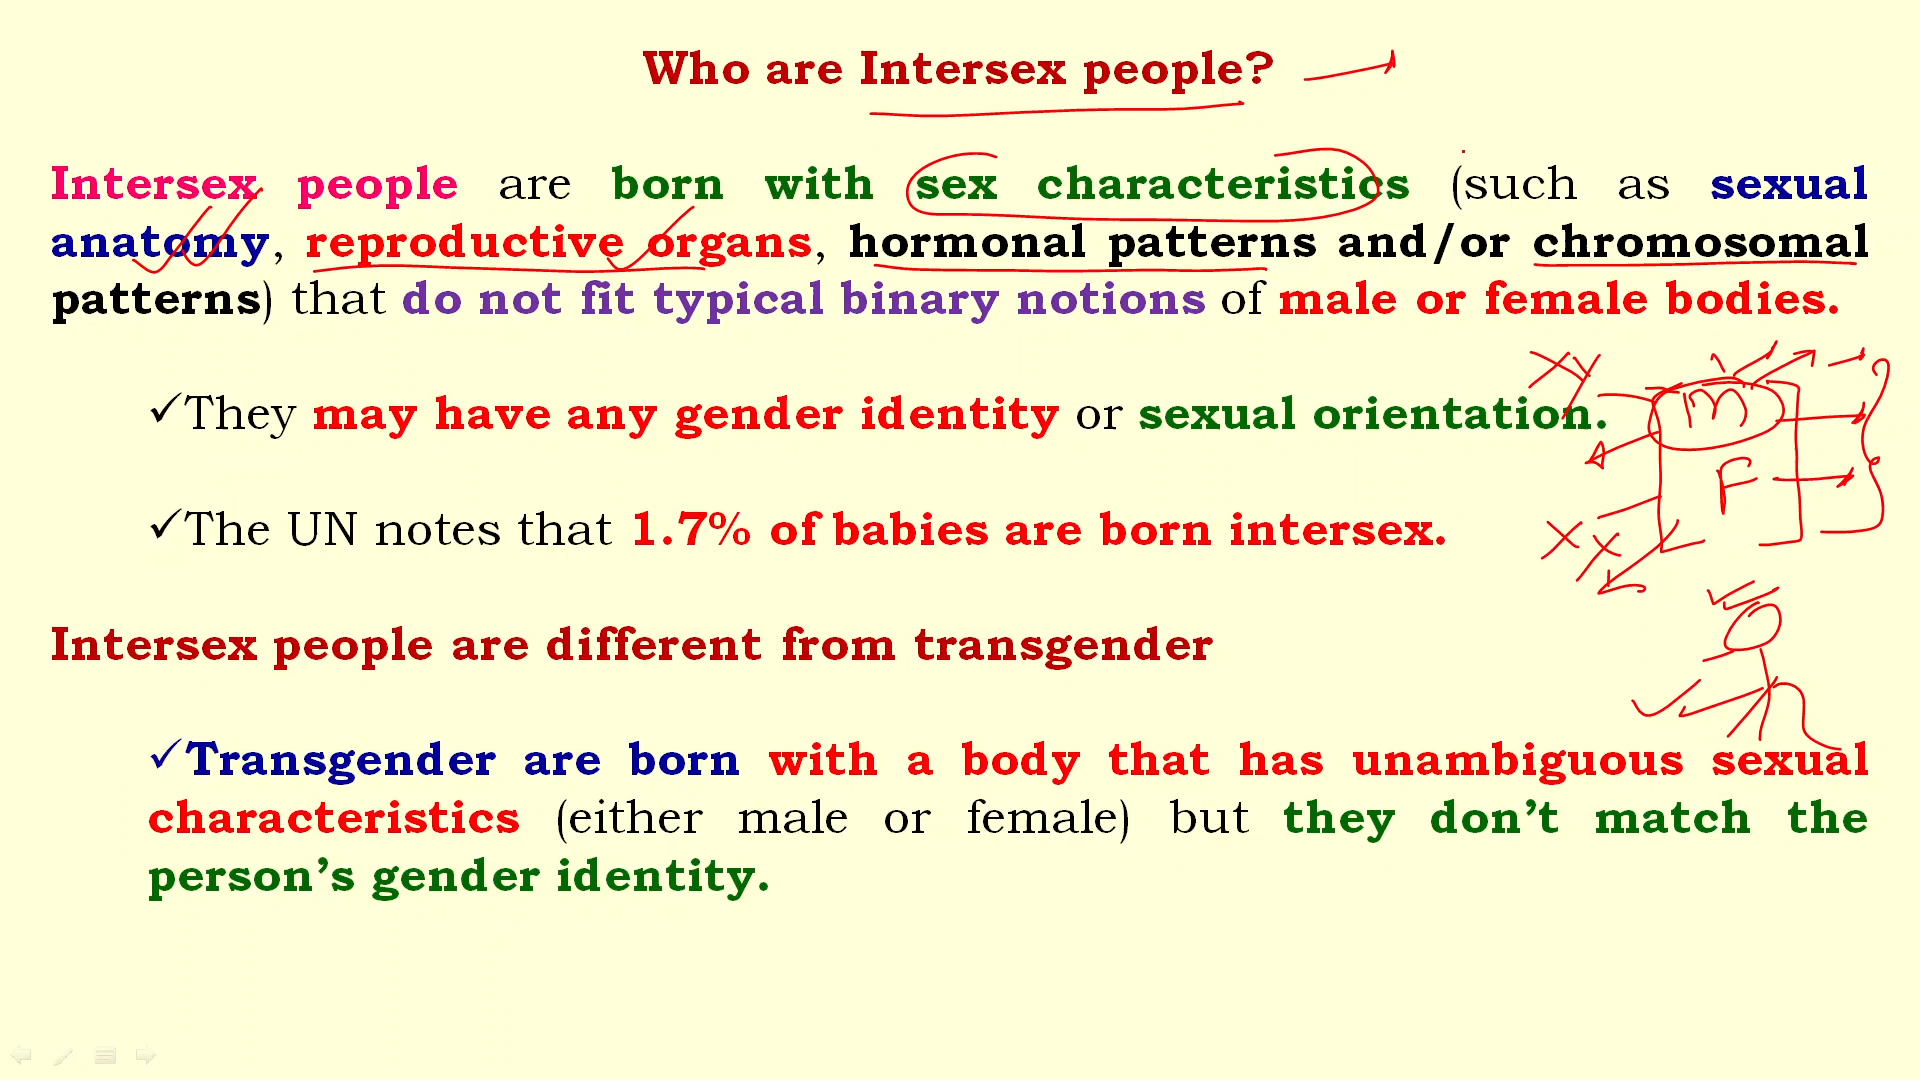 Who are Intersex people?
Intersex people are born with sex characteristics (such as sexual
anatomy, reproductive organs, hormonal patterns and/or chromosomal
patterns) that do not fit typical binary notions of male or female bodies.
XY
M
✓They may have any gender identity or sexual orientation.
F
✓The UN notes that 1.7% of babies are born intersex.
XX
Intersex people are different from transgender
✓Transgender are born with a body that has unambiguous sexual
characteristics (either male or female) but they don’t match the
person’s gender identity.